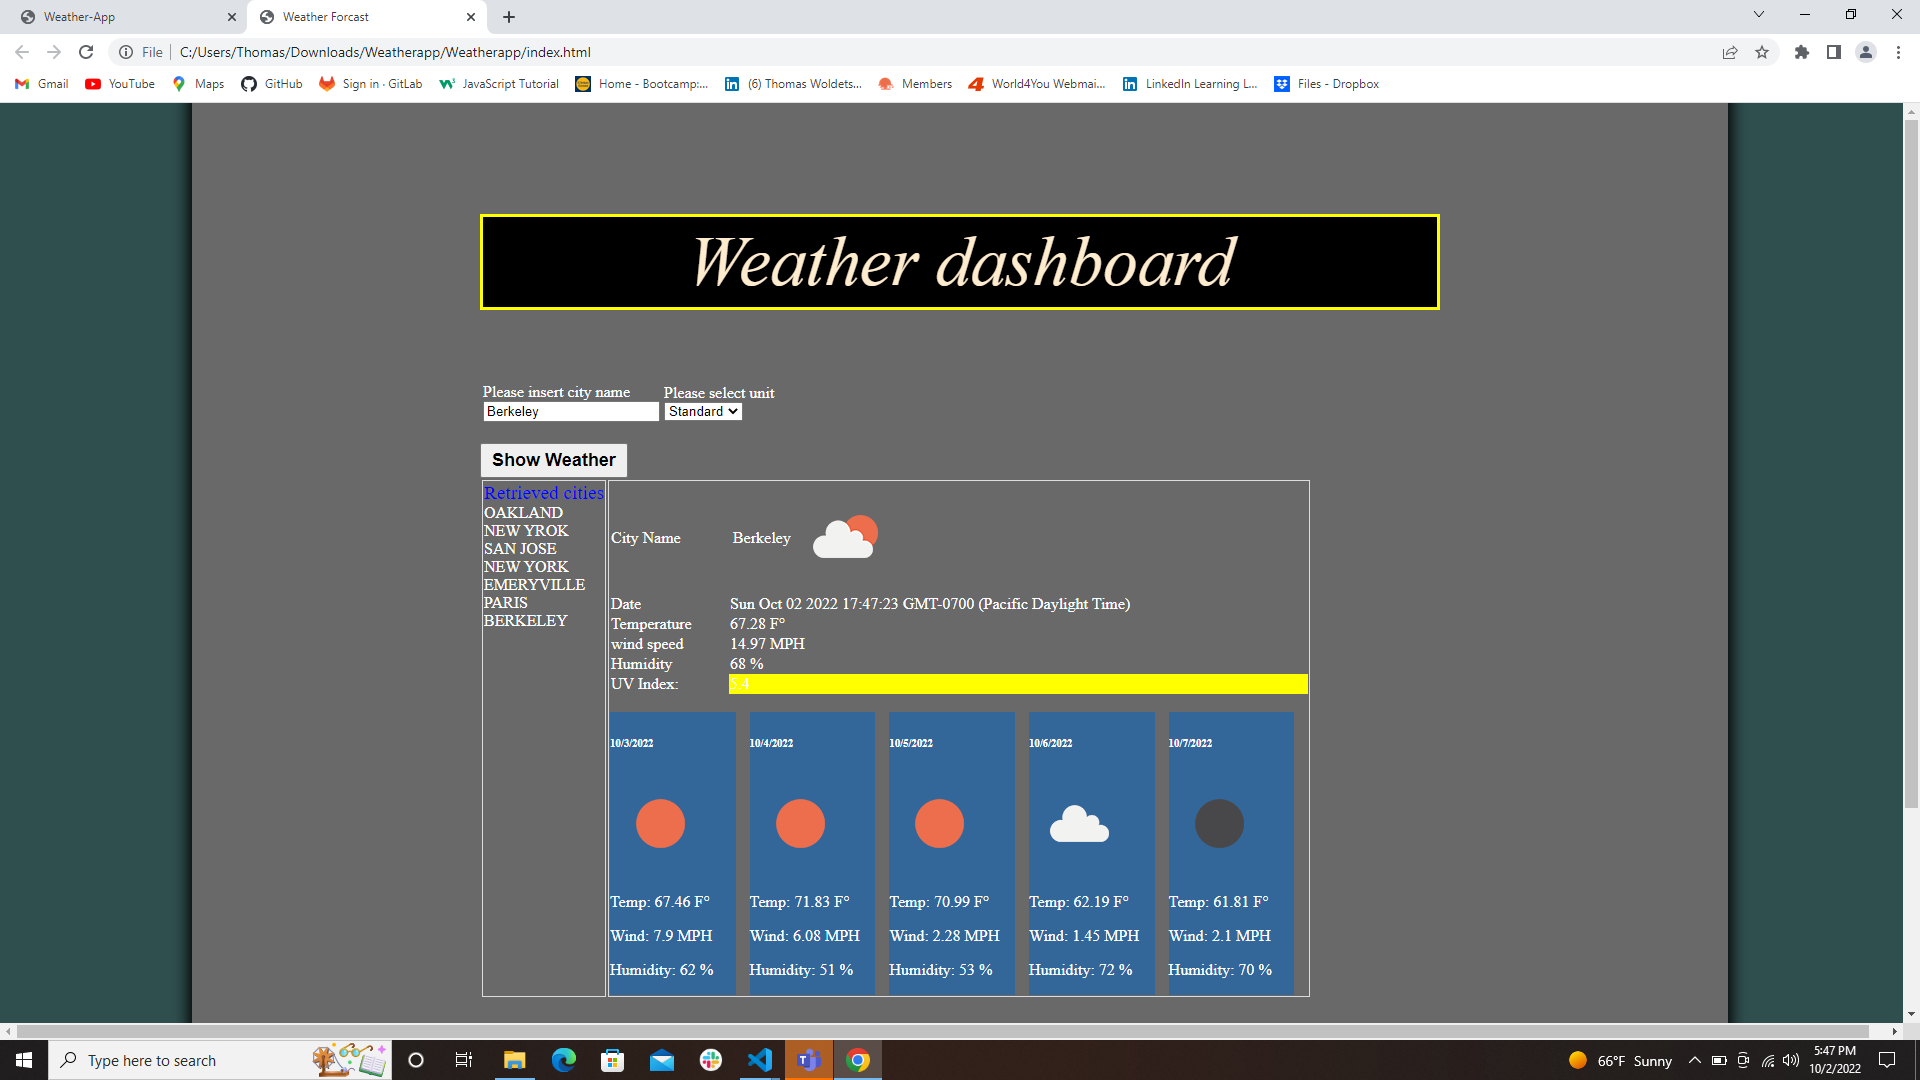 Weather-App
Weather Forcast
File
C:/Users/Thomas/Downloads/Weatherapp/Weatherapp/index.html
Gmail
YouTube
Maps
GitHub
Sign in · GitLab
JavaScript Tutorial
Home - Bootcamp:...
(6) Thomas Woldets...
Members
World4You Webmai...
LinkedIn Learning L...
Files - Dropbox
Weather dashboard
Please insert city name
Please select unit
Berkeley
Standard
Show Weather
Retrieved cities
OAKLAND
NEW YROK
SAN JOSE
NEW YORK
EMERYVILLE
PARIS
BERKELEY
City Name Berkeley
Date Sun Oct 02 2022 17:47:23 GMT-0700 (Pacific Daylight Time)
Temperature 67.28 F°
wind speed 14.97 MPH
Humidity 68 %
UV Index: 5.4
10/3/2022
Temp: 67.46 F°
Wind: 7.9 MPH
Humidity: 62 %
10/4/2022
Temp: 71.83 F°
Wind: 6.08 MPH
Humidity: 51 %
10/5/2022
Temp: 70.99 F°
Wind: 2.28 MPH
Humidity: 53 %
10/6/2022
Temp: 62.19 F°
Wind: 1.45 MPH
Humidity: 72 %
10/7/2022
Temp: 61.81 F°
Wind: 2.1 MPH
Humidity: 70 %
Type here to search
66°F Sunny
5:47 PM
10/2/2022